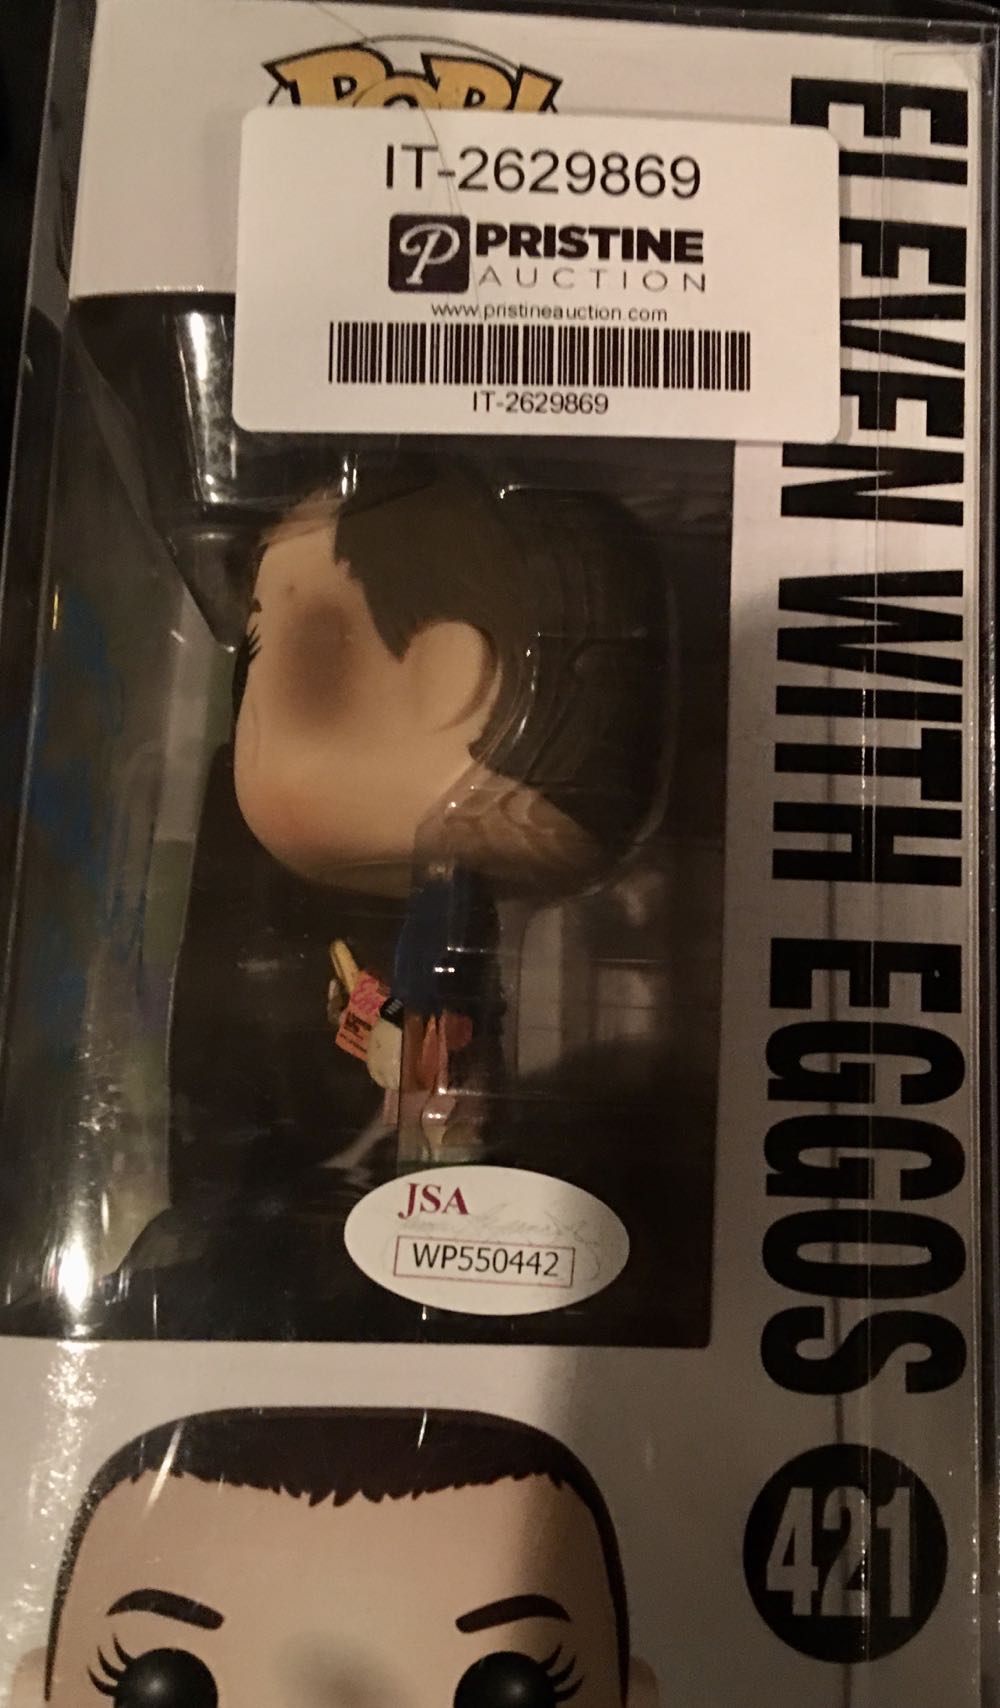 POP!
IT-2629869
P PRISTINE
AUCTION
www.pristineauction.com
IT-2629869
ELEVEN WITH EGGOS
421
JSA
WP550442